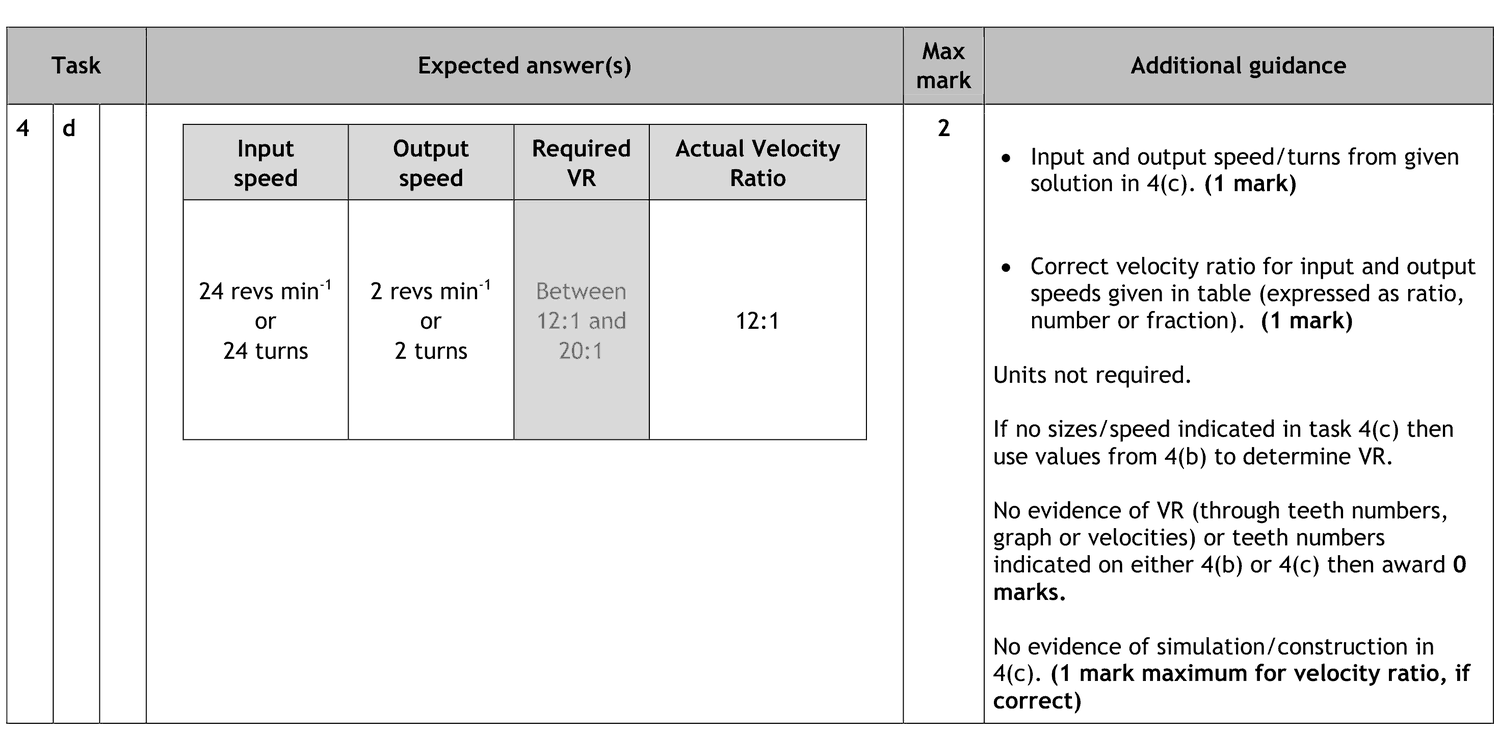 Task
Expected answer(s)
Max
mark
Additional guidance
4
d
Input
speed
Output
speed
Required
VR
Actual Velocity
Ratio
24 revs min⁻¹
or
24 turns
2 revs min⁻¹
or
2 turns
Between
12:1 and
20:1
12:1
2
• Input and output speed/turns from given
solution in 4(c). (1 mark)
• Correct velocity ratio for input and output
speeds given in table (expressed as ratio,
number or fraction). (1 mark)
Units not required.
If no sizes/speed indicated in task 4(c) then
use values from 4(b) to determine VR.
No evidence of VR (through teeth numbers,
graph or velocities) or teeth numbers
indicated on either 4(b) or 4(c) then award 0
marks.
No evidence of simulation/construction in
4(c). (1 mark maximum for velocity ratio, if
correct)